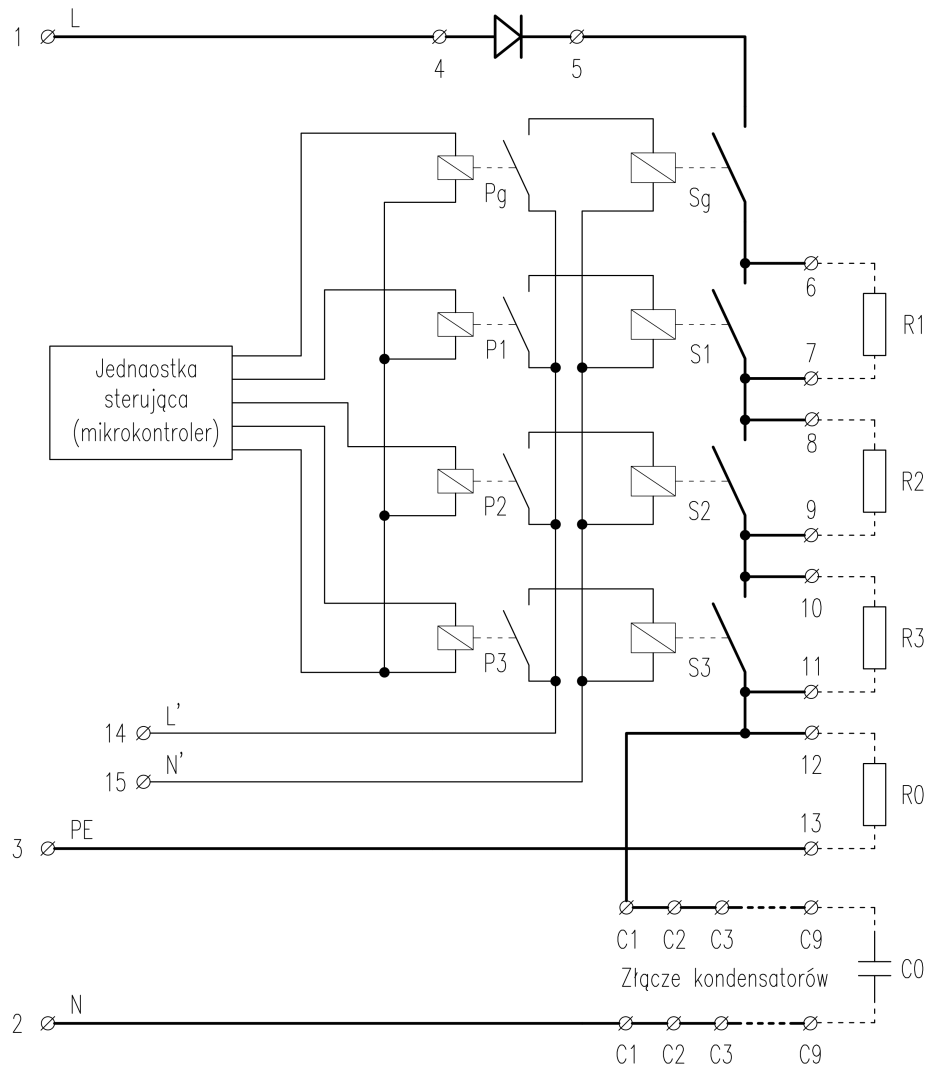 L
1
4
5
Pg
Sg
6
R1
P1
S1
7
Jednaostka
sterująca
(mikrokontroler)
8
R2
P2
S2
9
10
R3
P3
S3
11
14
L'
12
15
N'
R0
13
3
PE
C1 C2 C3 C9
C0
Złącze kondensatorów
2
N
C1 C2 C3 C9